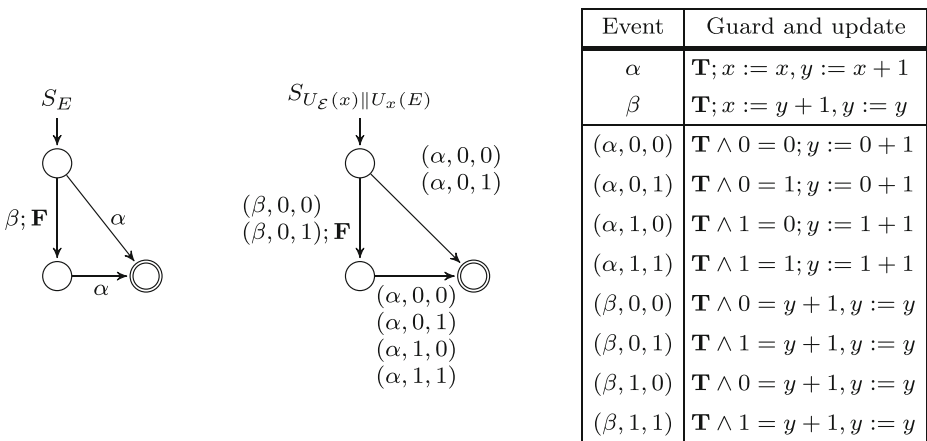 S_E
β; F
α
α
S_{U_ℰ(x)∥U_x(E)}
(α, 0, 0)
(α, 0, 1)
(β, 0, 0)
(β, 0, 1); F
(α, 0, 0)
(α, 0, 1)
(α, 1, 0)
(α, 1, 1)
Event Guard and update
α T; x := x, y := x + 1
β T; x := y + 1, y := y
(α, 0, 0) T ∧ 0 = 0; y := 0 + 1
(α, 0, 1) T ∧ 0 = 1; y := 0 + 1
(α, 1, 0) T ∧ 1 = 0; y := 1 + 1
(α, 1, 1) T ∧ 1 = 1; y := 1 + 1
(β, 0, 0) T ∧ 0 = y + 1, y := y
(β, 0, 1) T ∧ 1 = y + 1, y := y
(β, 1, 0) T ∧ 0 = y + 1, y := y
(β, 1, 1) T ∧ 1 = y + 1, y := y